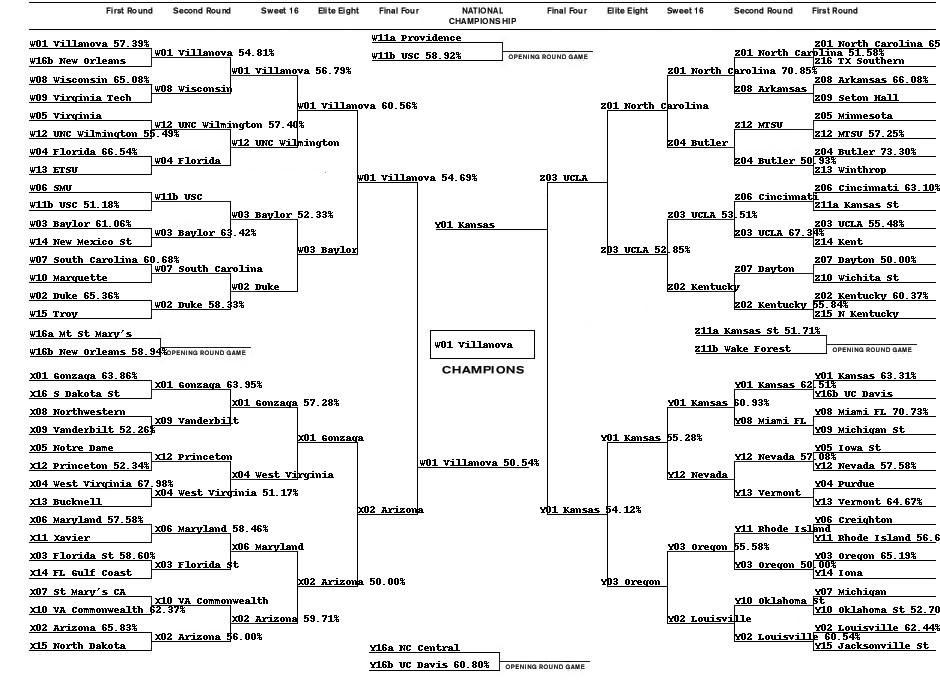 First Round Second Round Sweet 16 Elite Eight Final Four NATIONAL CHAMPIONSHIP Final Four Elite Eight Sweet 16 Second Round First Round
W01 Villanova 57.39%
W16b New Orleans
W08 Wisconsin 65.08%
W09 Virginia Tech
W05 Virginia
W12 UNC Wilmington 55.49%
W04 Florida 66.54%
W13 ETSU
W06 SMU
W11b USC 51.18%
W03 Baylor 61.06%
W14 New Mexico St
W07 South Carolina 60.68%
W10 Marquette
W02 Duke 65.36%
W15 Troy
W16a Mt St Mary's
W16b New Orleans 58.94%
OPENING ROUND GAME
X01 Gonzaga 63.86%
X16 S Dakota St
X08 Northwestern
X09 Vanderbilt 52.26%
X05 Notre Dame
X12 Princeton 52.34%
X04 West Virginia 67.98%
X13 Bucknell
X06 Maryland 57.58%
X11 Xavier
X03 Florida St 58.60%
X14 FL Gulf Coast
X07 St Mary's CA
X10 VA Commonwealth 62.37%
X02 Arizona 65.83%
X15 North Dakota
W01 Villanova 54.81%
W08 Wisconsin
W12 UNC Wilmington 57.40%
W04 Florida
W11b USC
W03 Baylor 63.42%
W07 South Carolina
W02 Duke 58.33%
X01 Gonzaga 63.95%
X09 Vanderbilt
X12 Princeton
X04 West Virginia 51.17%
X06 Maryland 58.46%
X03 Florida St
X10 VA Commonwealth
X02 Arizona 56.00%
W01 Villanova 56.79%
W12 UNC Wilmington
W03 Baylor 52.33%
W02 Duke
X01 Gonzaga 57.28%
X04 West Virginia
X06 Maryland
X02 Arizona 59.71%
W01 Villanova 60.56%
W03 Baylor
X01 Gonzaga
X02 Arizona 50.00%
W01 Villanova 54.69%
X02 Arizona
W11a Providence
W11b USC 58.92%
OPENING ROUND GAME
Y01 Kansas
W01 Villanova
CHAMPIONS
W01 Villanova 50.54%
Y16a NC Central
Y16b UC Davis 60.80%
OPENING ROUND GAME
Z03 UCLA
Y01 Kansas 54.12%
Z01 North Carolina
Z03 UCLA 52.85%
Y01 Kansas 55.28%
Y03 Oregon
Z01 North Carolina 70.85%
Z04 Butler
Z03 UCLA 53.51%
Z02 Kentucky
Y01 Kansas 60.93%
Y12 Nevada
Y03 Oregon 55.58%
Y02 Louisville
Z01 North Carolina 51.58%
Z08 Arkansas
Z12 MTSU
Z04 Butler 50.93%
Z06 Cincinnati
Z03 UCLA 67.34%
Z07 Dayton
Z02 Kentucky 55.84%
Z11a Kansas St 51.71%
Z11b Wake Forest
OPENING ROUND GAME
Y01 Kansas 62.51%
Y08 Miami FL
Y12 Nevada 57.08%
Y13 Vermont
Y11 Rhode Island
Y03 Oregon 50.00%
Y10 Oklahoma St
Y02 Louisville 60.54%
Z01 North Carolina 65
Z16 TX Southern
Z08 Arkansas 66.08%
Z09 Seton Hall
Z05 Minnesota
Z12 MTSU 57.25%
Z04 Butler 73.30%
Z13 Winthrop
Z06 Cincinnati 63.10%
Z11a Kansas St
Z03 UCLA 55.48%
Z14 Kent
Z07 Dayton 50.00%
Z10 Wichita St
Z02 Kentucky 60.37%
Z15 N Kentucky
Y01 Kansas 63.31%
Y16b UC Davis
Y08 Miami FL 70.73%
Y09 Michigan St
Y05 Iowa St
Y12 Nevada 57.58%
Y04 Purdue
Y13 Vermont 64.67%
Y06 Creighton
Y11 Rhode Island 56.6
Y03 Oregon 65.19%
Y14 Iona
Y07 Michigan
Y10 Oklahoma St 52.70
Y02 Louisville 62.44%
Y15 Jacksonville St